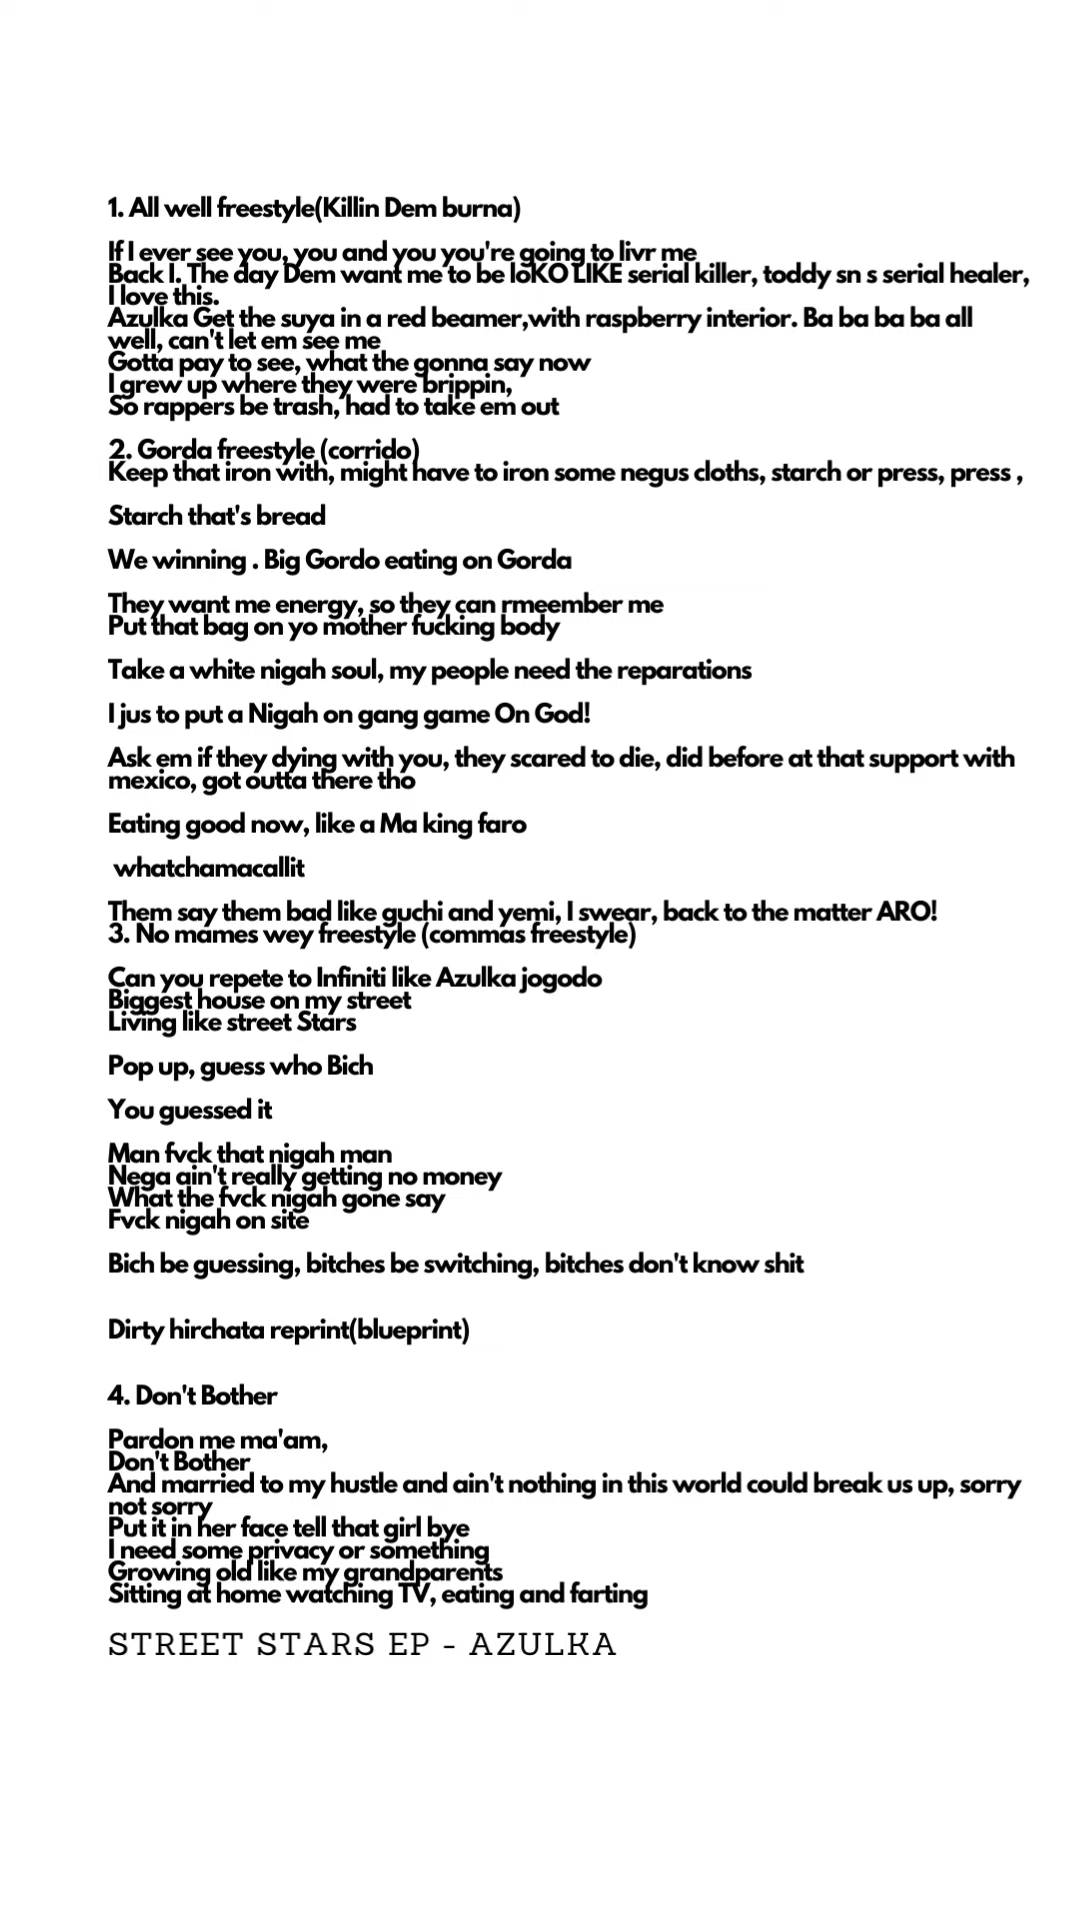 1. All well freestyle(Killin Dem burna)
If I ever see you, you and you you're going to livr me
Back I. The day Dem want me to be loKO LIKE serial killer, toddy sn s serial healer,
I love this.
Azulka Get the suya in a red beamer,with raspberry interior. Ba ba ba ba all
well, can't let em see me
Gotta pay to see, what the gonna say now
I grew up where they were brippin,
So rappers be trash, had to take em out
2. Gorda freestyle (corrido)
Keep that iron with, might have to iron some negus cloths, starch or press, press ,
Starch that's bread
We winning . Big Gordo eating on Gorda
They want me energy, so they can rmeember me
Put that bag on yo mother fucking body
Take a white nigah soul, my people need the reparations
I jus to put a Nigah on gang game On God!
Ask em if they dying with you, they scared to die, did before at that support with
mexico, got outta there tho
Eating good now, like a Ma king faro
whatchamacallit
Them say them bad like guchi and yemi, I swear, back to the matter ARO!
3. No mames wey freestyle (commas freestyle)
Can you repete to Infiniti like Azulka jogodo
Biggest house on my street
Living like street Stars
Pop up, guess who Bich
You guessed it
Man fvck that nigah man
Nega ain't really getting no money
What the fvck nigah gone say
Fvck nigah on site
Bich be guessing, bitches be switching, bitches don't know shit
Dirty hirchata reprint(blueprint)
4. Don't Bother
Pardon me ma'am,
Don't Bother
And married to my hustle and ain't nothing in this world could break us up, sorry
not sorry
Put it in her face tell that girl bye
I need some privacy or something
Growing old like my grandparents
Sitting at home watching TV, eating and farting
STREET STARS EP - AZULKA